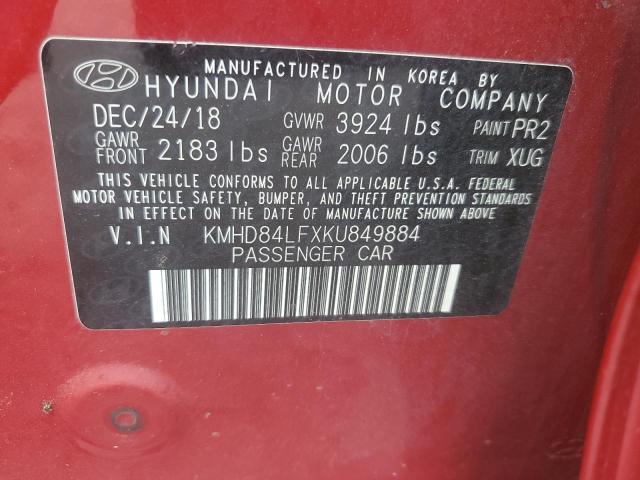 MANUFACTURED IN KOREA BY
HYUNDAI MOTOR COMPANY
DEC/24/18 GVWR 3924 lbs PAINT PR2
GAWR FRONT 2183 lbs GAWR REAR 2006 lbs TRIM XUG
THIS VEHICLE CONFORMS TO ALL APPLICABLE U.S.A. FEDERAL
MOTOR VEHICLE SAFETY, BUMPER, AND THEFT PREVENTION STANDARDS
IN EFFECT ON THE DATE OF MANUFACTURE SHOWN ABOVE
V.I.N KMHD84LFXKU849884
PASSENGER CAR